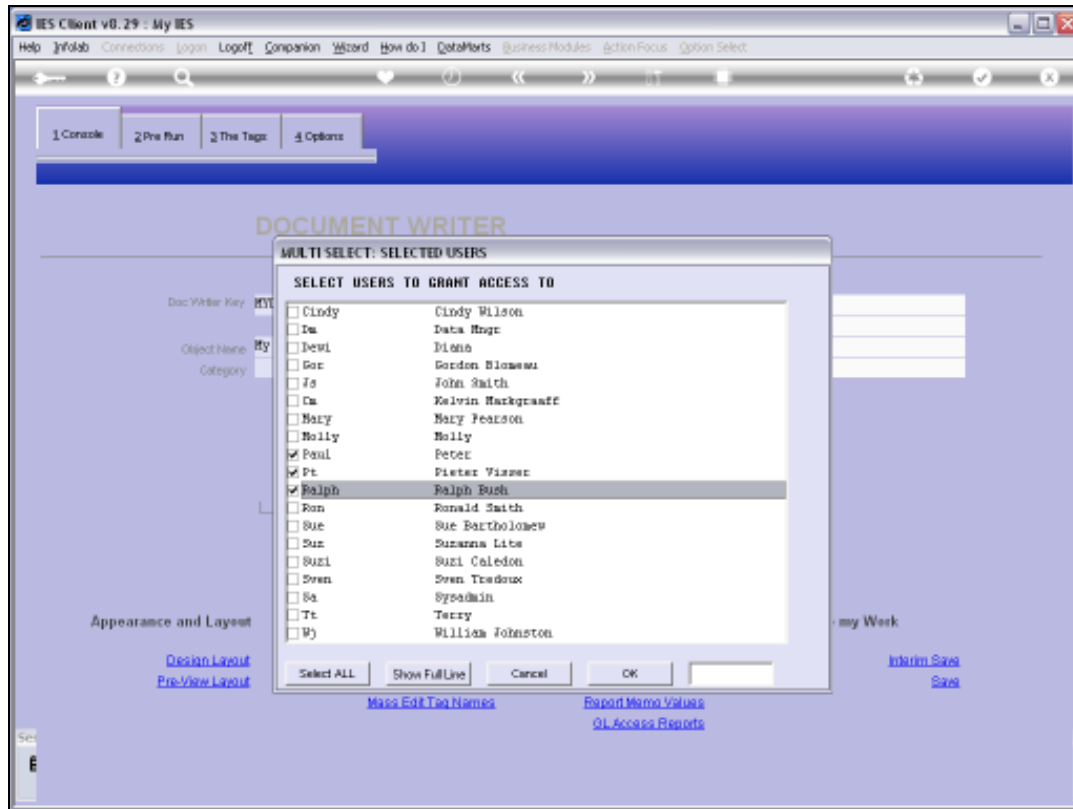 IES Client v8.29 : My IES
Help Infolab Connections Logon Logoff Companion Wizard How do I DataMarts Business Modules Action Focus Option Select
1 Console 2 Pre Run 3 The Tags 4 Options
DOCUMENT WRITER
MULTI SELECT: SELECTED USERS
SELECT USERS TO GRANT ACCESS TO
Doc Writer Key
Object Name My
Category
Cindy Cindy Wilson
Dm Data Mngr
Dewi Diana
Gor Gordon Blomeau
Js John Smith
Cm Kelvin Markgraaff
Mary Mary Pearson
Molly Molly
Paul Peter
Pt Pieter Visser
Ralph Ralph Bush
Ron Ronald Smith
Sue Sue Bartholomew
Suz Suzanna Lite
Suzi Suzi Caledon
Sven Sven Tredoux
Sa Sysadmin
Tt Terry
Wj William Johnston
Appearance and Layout my Work
Design Layout Interim Save
Select ALL Show Full Line Cancel OK
Pre-View Layout Save
Mass Edit Tag Names Report Memo Values
GL Access Reports